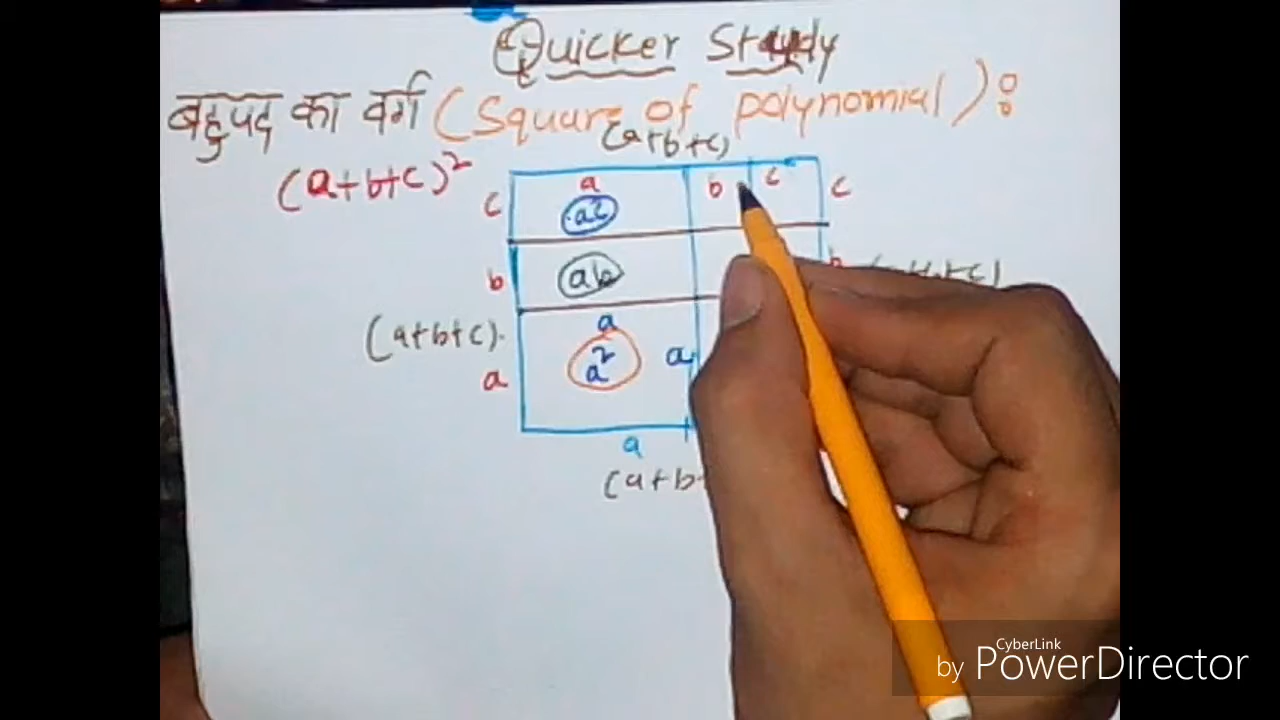 Quicker Study
बहुपद का वर्ग (Square of polynomial):
(a+b+c)
(a+b+c)²
c a b c c
ac
b ab
(a+b+c)
a
a a² a
a
(a+b
CyberLink
by PowerDirector